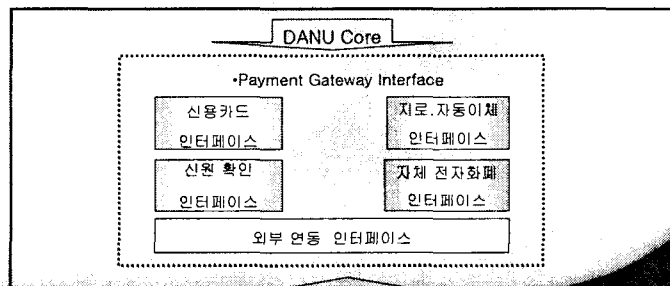 DANU Core
•Payment Gateway Interface
신용카드
인터페이스
지로.자동이체
인터페이스
신원 확인
인터페이스
자체 전자화폐
인터페이스
외부 연동 인터페이스